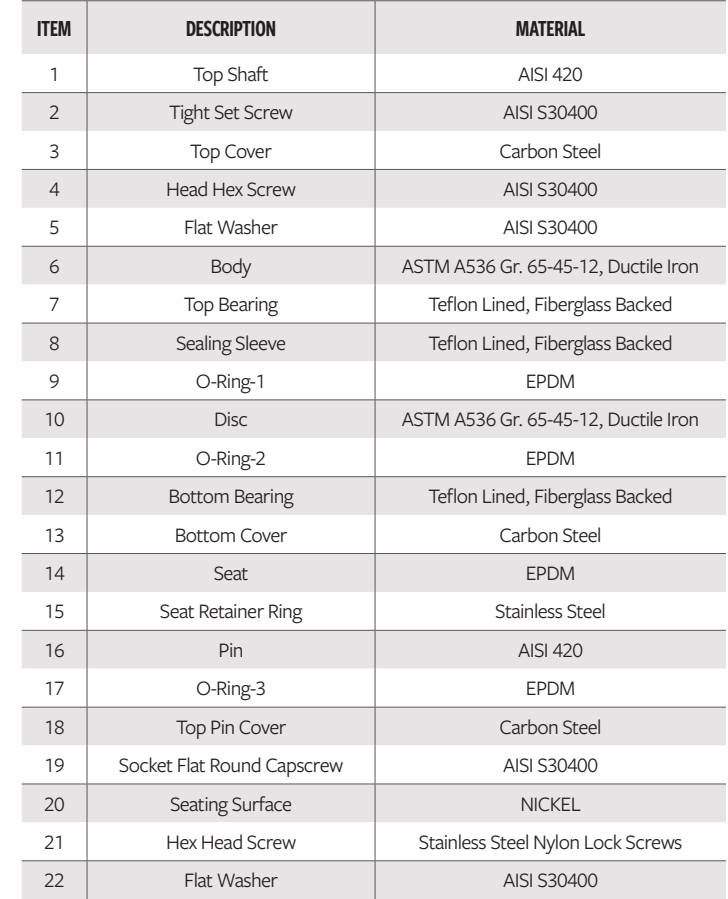 ITEM DESCRIPTION MATERIAL
1 Top Shaft AISI 420
2 Tight Set Screw AISI S30400
3 Top Cover Carbon Steel
4 Head Hex Screw AISI S30400
5 Flat Washer AISI S30400
6 Body ASTM A536 Gr. 65-45-12, Ductile Iron
7 Top Bearing Teflon Lined, Fiberglass Backed
8 Sealing Sleeve Teflon Lined, Fiberglass Backed
9 O-Ring-1 EPDM
10 Disc ASTM A536 Gr. 65-45-12, Ductile Iron
11 O-Ring-2 EPDM
12 Bottom Bearing Teflon Lined, Fiberglass Backed
13 Bottom Cover Carbon Steel
14 Seat EPDM
15 Seat Retainer Ring Stainless Steel
16 Pin AISI 420
17 O-Ring-3 EPDM
18 Top Pin Cover Carbon Steel
19 Socket Flat Round Capscrew AISI S30400
20 Seating Surface NICKEL
21 Hex Head Screw Stainless Steel Nylon Lock Screws
22 Flat Washer AISI S30400